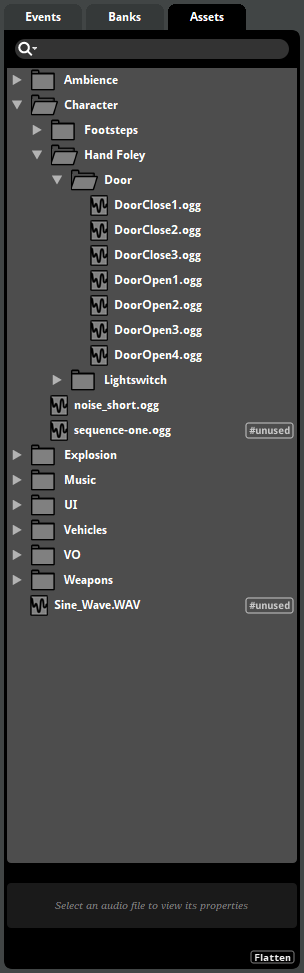 Events Banks Assets
Ambience
Character
Footsteps
Hand Foley
Door
DoorClose1.ogg
DoorClose2.ogg
DoorClose3.ogg
DoorOpen1.ogg
DoorOpen2.ogg
DoorOpen3.ogg
DoorOpen4.ogg
Lightswitch
noise_short.ogg
sequence-one.ogg #unused
Explosion
Music
UI
Vehicles
VO
Weapons
Sine_Wave.WAV #unused
Select an audio file to view its properties
Flatten